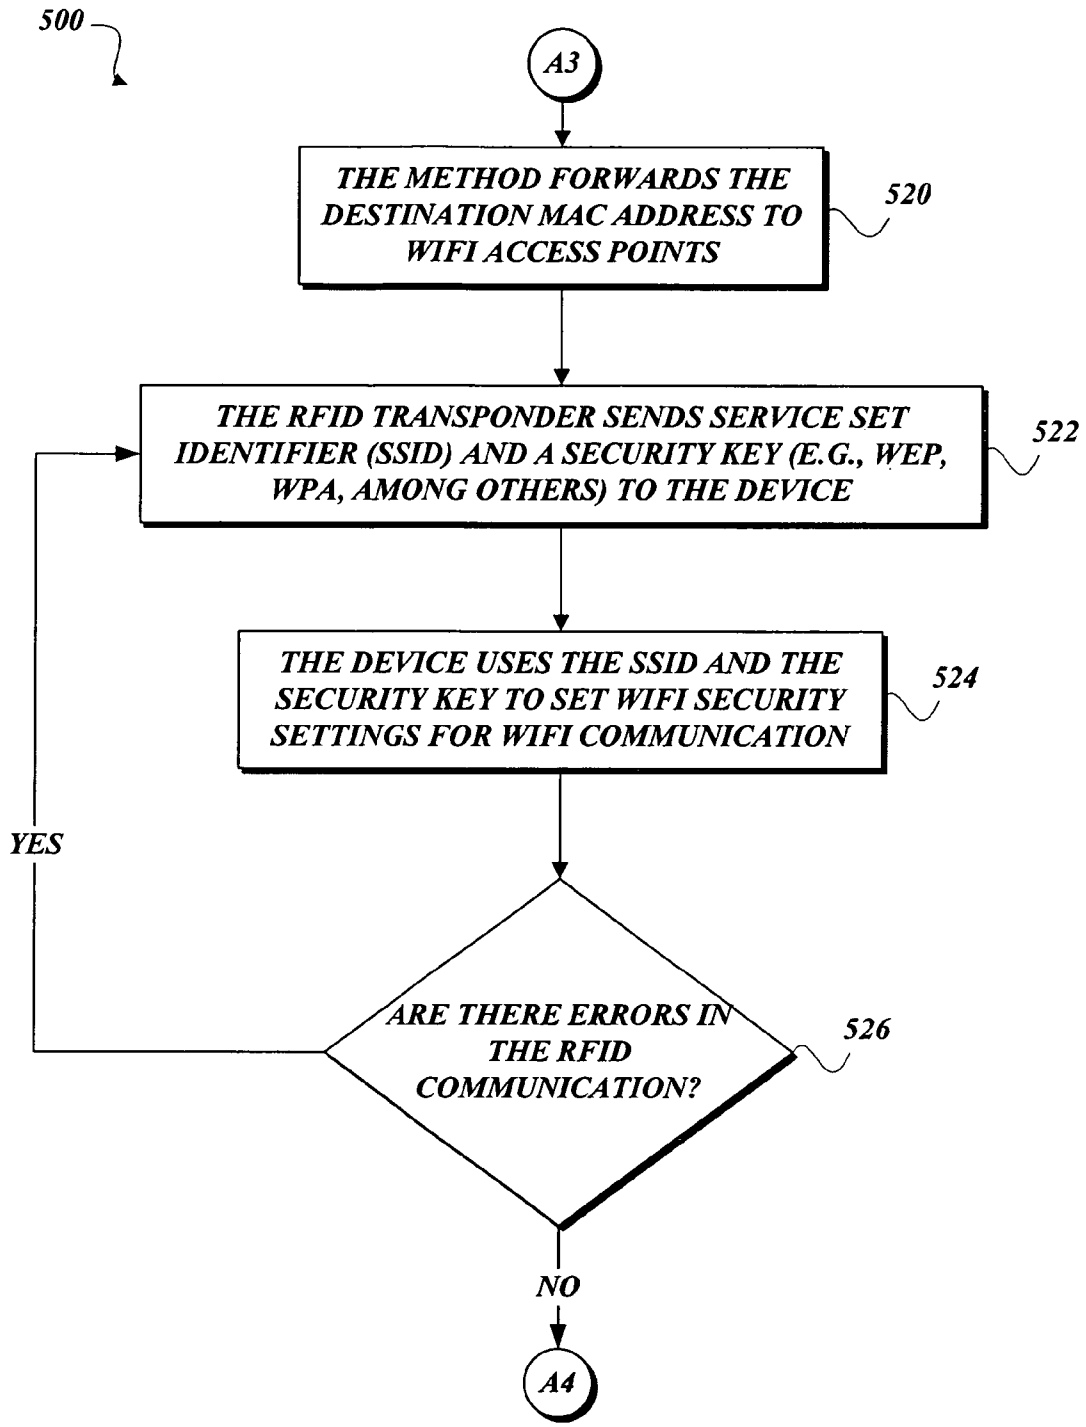 500
A3
THE METHOD FORWARDS THE
DESTINATION MAC ADDRESS TO
WIFI ACCESS POINTS
520
THE RFID TRANSPONDER SENDS SERVICE SET
IDENTIFIER (SSID) AND A SECURITY KEY (E.G., WEP,
WPA, AMONG OTHERS) TO THE DEVICE
522
THE DEVICE USES THE SSID AND THE
SECURITY KEY TO SET WIFI SECURITY
SETTINGS FOR WIFI COMMUNICATION
524
YES
ARE THERE ERRORS IN
THE RFID
COMMUNICATION?
526
NO
A4